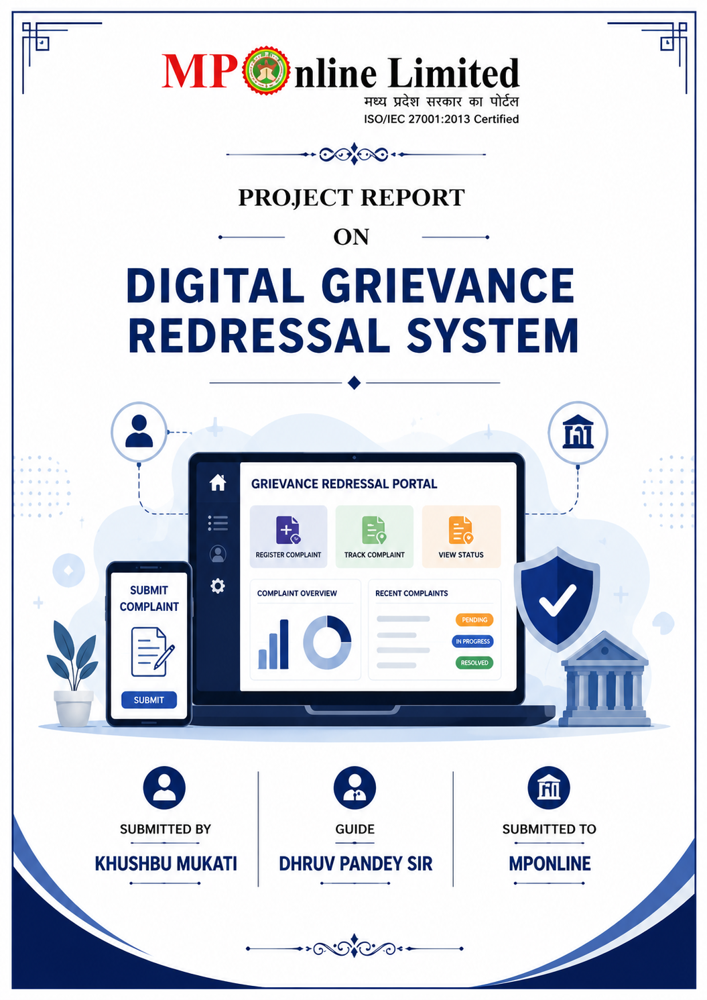 MPOnline Limited
मध्य प्रदेश सरकार का पोर्टल
ISO/IEC 27001:2013 Certified
PROJECT REPORT
ON
DIGITAL GRIEVANCE
REDRESSAL SYSTEM
GRIEVANCE REDRESSAL PORTAL
REGISTER COMPLAINT
TRACK COMPLAINT
VIEW STATUS
COMPLAINT OVERVIEW
RECENT COMPLAINTS
PENDING
IN PROGRESS
RESOLVED
SUBMIT
COMPLAINT
SUBMIT
SUBMITTED BY
KHUSHBU MUKATI
GUIDE
DHRUV PANDEY SIR
SUBMITTED TO
MPONLINE